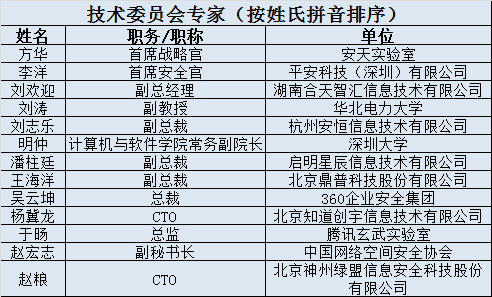 技术委员会专家（按姓氏拼音排序）
姓名 职务/职称 单位
方华 首席战略官 安天实验室
李洋 首席安全官 平安科技（深圳）有限公司
刘欢迎 副总经理 湖南合天智汇信息技术有限公司
刘涛 副教授 华北电力大学
刘志乐 副总裁 杭州安恒信息技术有限公司
明仲 计算机与软件学院常务副院长 深圳大学
潘柱廷 副总裁 启明星辰信息技术有限公司
王海洋 副总裁 北京鼎普科技股份有限公司
吴云坤 总裁 360企业安全集团
杨冀龙 CTO 北京知道创宇信息技术有限公司
于旸 总监 腾讯玄武实验室
赵宏志 副秘书长 中国网络空间安全协会
赵粮 CTO 北京神州绿盟信息安全科技股份
有限公司